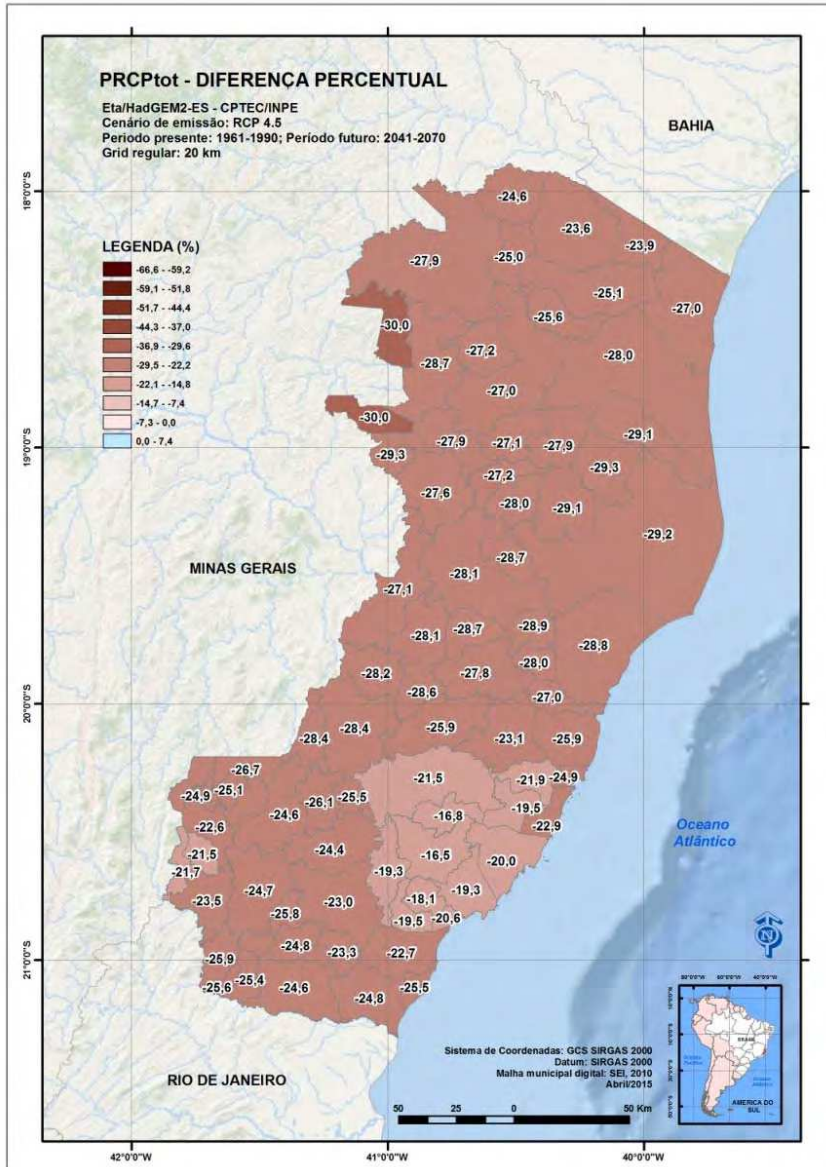 PRCPtot - DIFERENÇA PERCENTUAL
Eta/HadGEM2-ES - CPTEC/INPE
Cenário de emissão: RCP 4.5
Periodo presente: 1961-1990; Período futuro: 2041-2070
Grid regular: 20 km
BAHIA
18°0'0"S
LEGENDA (%)
-66,6 - -59,2
-59,1 - -51,8
-51,7 - -44,4
-44,3 - -37,0
-36,9 - -29,6
-29,5 - -22,2
-22,1 - -14,8
-14,7 - -7,4
-7,3 - 0,0
0,0 - 7,4
-24,6
-23,6
-23,9
-27,9
-25,0
-25,1
-27,0
-25,6
-30,0
-27,2
-28,0
-28,7
-27,0
-30,0
-29,1
19°0'0"S
-27,9
-27,1
-27,9
-29,3
-29,3
-27,2
-27,6
-28,0
-29,1
-29,2
MINAS GERAIS
-28,7
-28,1
-27,1
-28,9
-28,7
-28,1
-28,8
-28,0
-28,2
-27,8
-28,6
-27,0
20°0'0"S
-28,4
-25,9
-28,4
-23,1
-25,9
-26,7
-21,5
-21,9
-24,9
-25,1
-24,9
-25,5
-26,1
-24,6
-19,5
-16,8
-22,6
-22,9
Oceano
Atlântico
-24,4
-21,5
-16,5
-20,0
-21,7
-19,3
-24,7
-19,3
-23,5
-23,0
-18,1
-25,8
-20,6
-19,5
N
-24,8
-23,3
-22,7
-25,9
21°0'0"S
-25,4
-25,6
-24,6
-25,5
-24,8
RIO DE JANEIRO
Sistema de Coordenadas: GCS SIRGAS 2000
Datum: SIRGAS 2000
Malha municipal digital: SEI, 2010
Abril/2015
50 25 0 50 Km
80°0'0"W 60°0'0"W 40°0'0"W
BRASIL
AMERICA DO
SUL
42°0'0"W 41°0'0"W 40°0'0"W